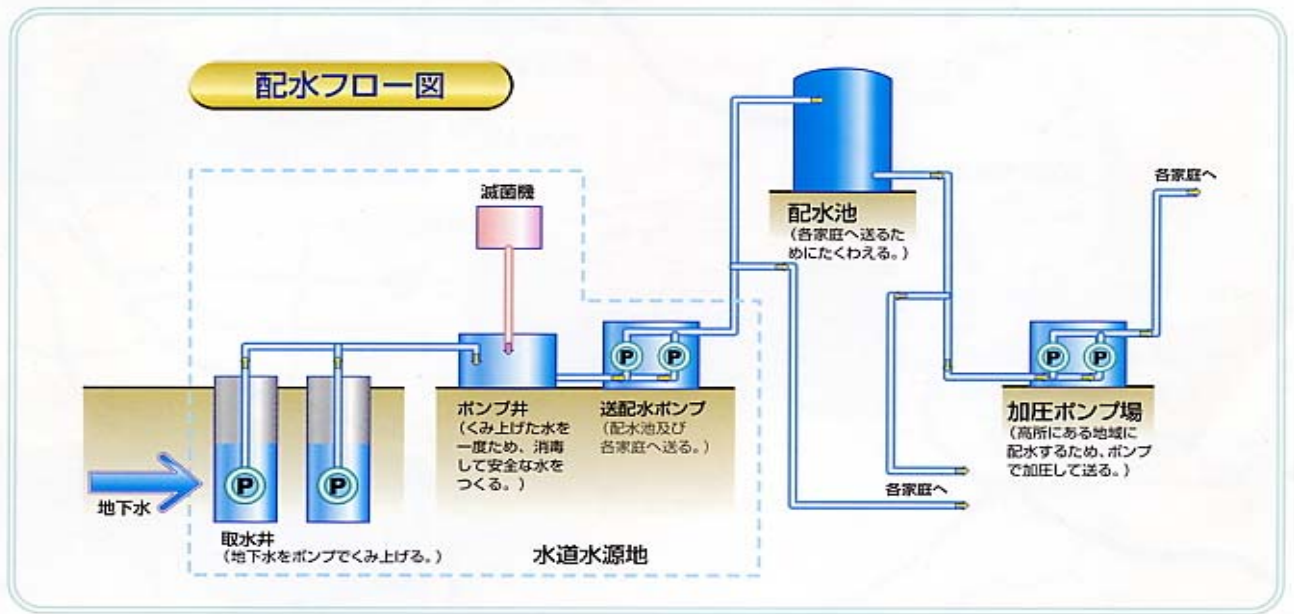 配水フロー図
滅菌機
各家庭へ
配水池
(各家庭へ送るた
めにたくわえる。)
ポンプ井
(くみ上げた水を
一度ため、消毒
して安全な水を
つくる。)
送配水ポンプ
(配水池及び
各家庭へ送る。)
加圧ポンプ場
(高所にある地域に
配水するため、ポンプ
で加圧して送る。)
P
P
P
P
P
P
地下水
取水井
(地下水をポンプでくみ上げる。)
水道水源地
各家庭へ